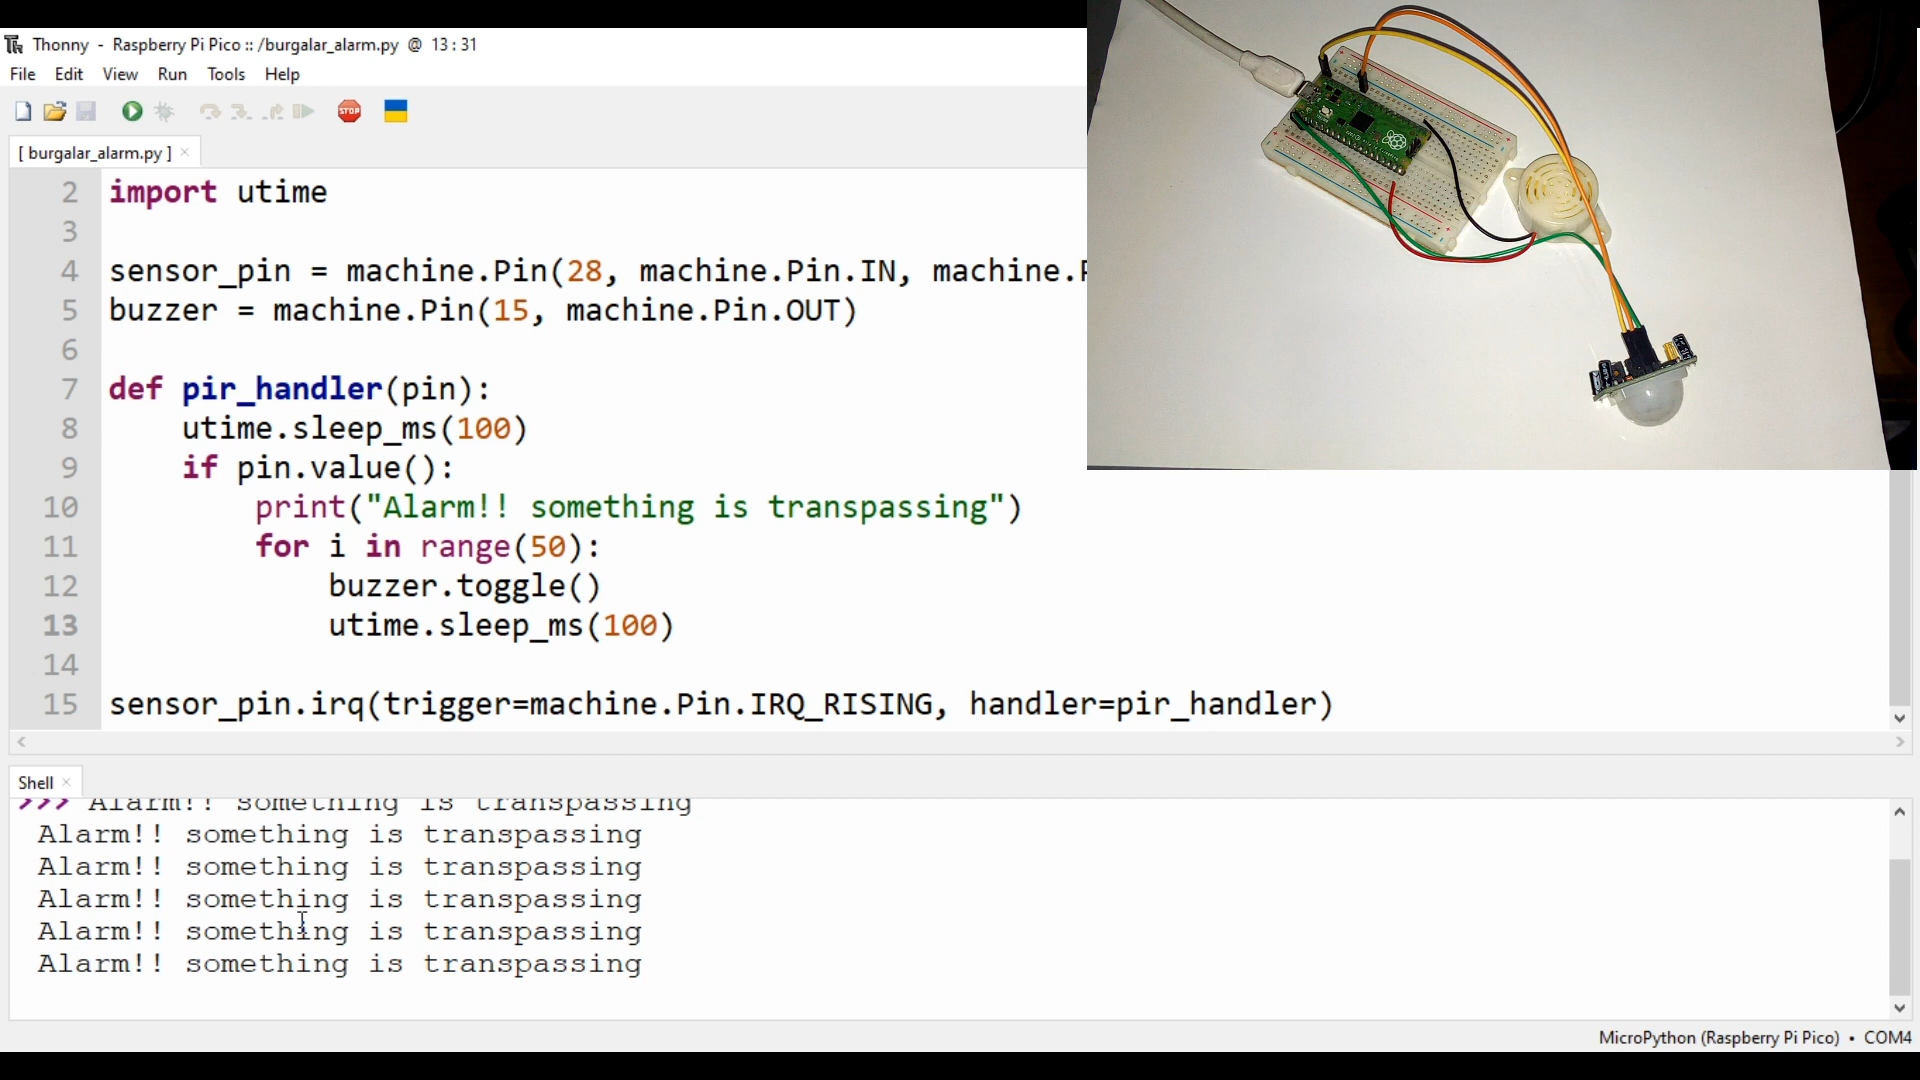 Thonny - Raspberry Pi Pico :: /burgalar_alarm.py @ 13:31
File Edit View Run Tools Help
STOP
[ burgalar_alarm.py ] ×
2 import utime
3
4 sensor_pin = machine.Pin(28, machine.Pin.IN, machine.P
5 buzzer = machine.Pin(15, machine.Pin.OUT)
6
7 def pir_handler(pin):
8 utime.sleep_ms(100)
9 if pin.value():
10 print("Alarm!! something is transpassing")
11 for i in range(50):
12 buzzer.toggle()
13 utime.sleep_ms(100)
14
15 sensor_pin.irq(trigger=machine.Pin.IRQ_RISING, handler=pir_handler)
Shell ×
>>> Alarm!! something is transpassing
Alarm!! something is transpassing
Alarm!! something is transpassing
Alarm!! something is transpassing
Alarm!! something is transpassing
Alarm!! something is transpassing
MicroPython (Raspberry Pi Pico) • COM4